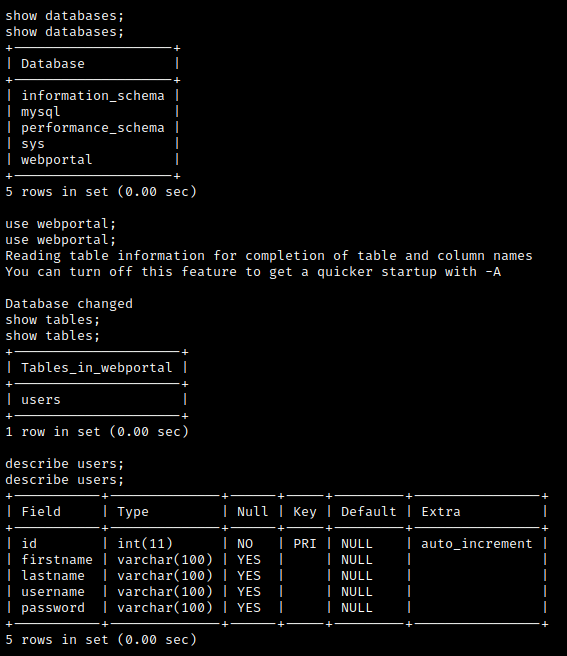 show databases;
show databases;
+--------------------+
| Database           |
+--------------------+
| information_schema |
| mysql              |
| performance_schema |
| sys                |
| webportal          |
+--------------------+
5 rows in set (0.00 sec)
use webportal;
use webportal;
Reading table information for completion of table and column names
You can turn off this feature to get a quicker startup with -A
Database changed
show tables;
show tables;
+---------------------+
| Tables_in_webportal |
+---------------------+
| users               |
+---------------------+
1 row in set (0.00 sec)
describe users;
describe users;
+-----------+--------------+------+-----+---------+----------------+
| Field     | Type         | Null | Key | Default | Extra          |
+-----------+--------------+------+-----+---------+----------------+
| id        | int(11)      | NO   | PRI | NULL    | auto_increment |
| firstname | varchar(100) | YES  |     | NULL    |                |
| lastname  | varchar(100) | YES  |     | NULL    |                |
| username  | varchar(100) | YES  |     | NULL    |                |
| password  | varchar(100) | YES  |     | NULL    |                |
+-----------+--------------+------+-----+---------+----------------+
5 rows in set (0.00 sec)